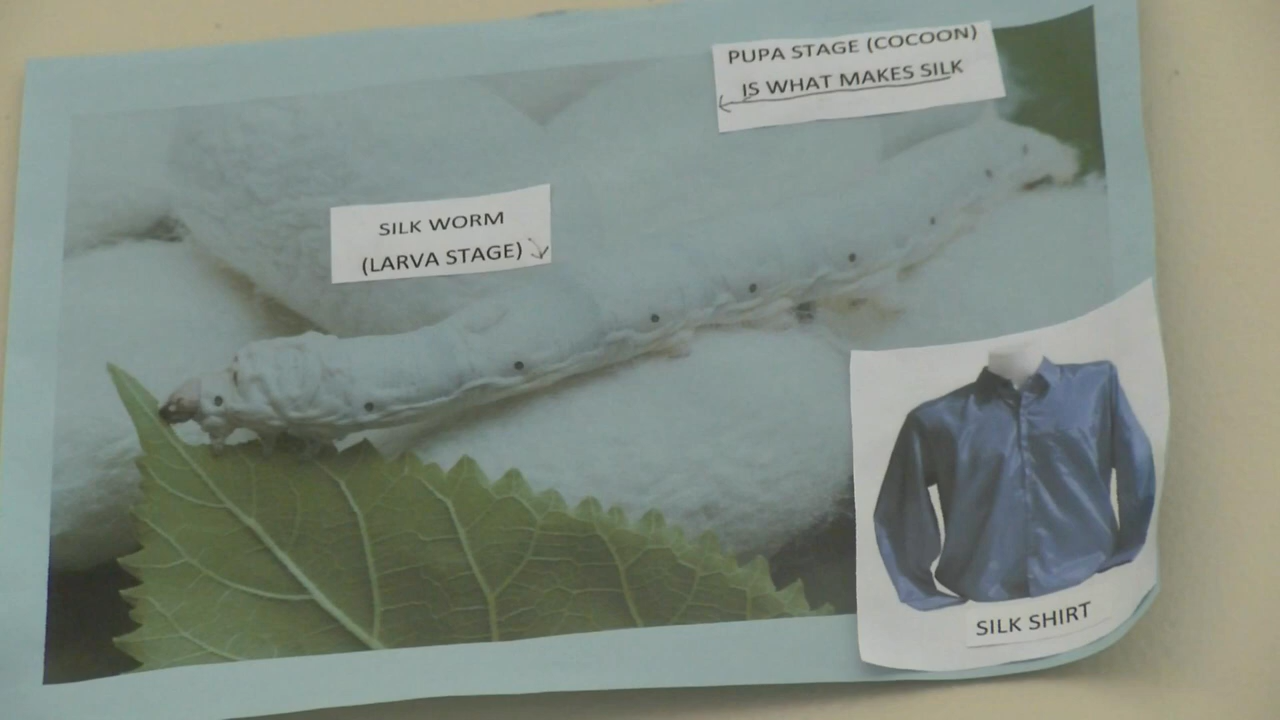 PUPA STAGE (COCOON)
IS WHAT MAKES SILK
SILK WORM
(LARVA STAGE)
SILK SHIRT